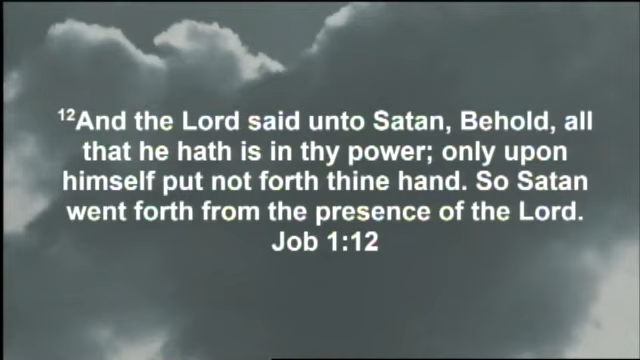 12And the Lord said unto Satan, Behold, all
that he hath is in thy power; only upon
himself put not forth thine hand. So Satan
went forth from the presence of the Lord.
Job 1:12